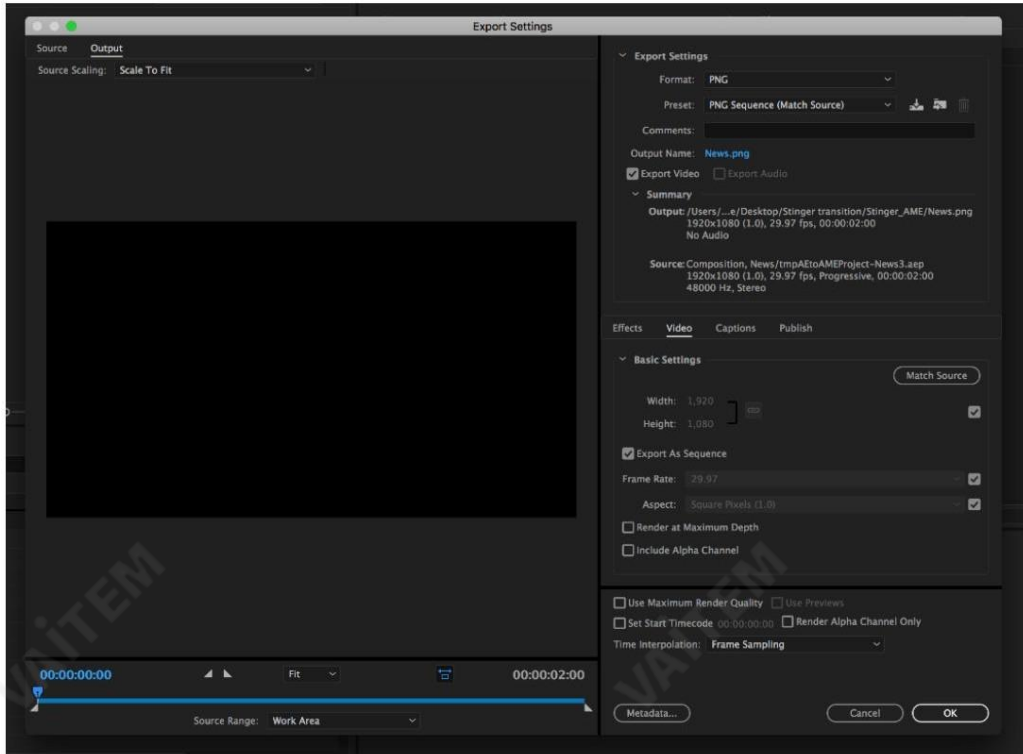 Export Settings
Source Output
Source Scaling: Scale To Fit
Export Settings
Format: PNG
Preset: PNG Sequence (Match Source)
Comments:
Output Name: News.png
Export Video Export Audio
Summary
Output: /Users/...e/Desktop/Stinger transition/Stinger_AME/News.png
1920x1080 (1.0), 29.97 fps, 00:00:02:00
No Audio
Source: Composition, News/tmpAEtoAMEProject-News3.aep
1920x1080 (1.0), 29.97 fps, Progressive, 00:00:02:00
48000 Hz, Stereo
Effects Video Captions Publish
Basic Settings
Match Source
Width: 1,920
Height: 1,080
Export As Sequence
Frame Rate: 29.97
Aspect: Square Pixels (1.0)
Render at Maximum Depth
Include Alpha Channel
Use Maximum Render Quality Use Previews
Set Start Timecode 00:00:00:00 Render Alpha Channel Only
Time Interpolation: Frame Sampling
00:00:00:00 Fit 00:00:02:00
Source Range: Work Area
Metadata... Cancel OK
VAİTEM
VAİTEM